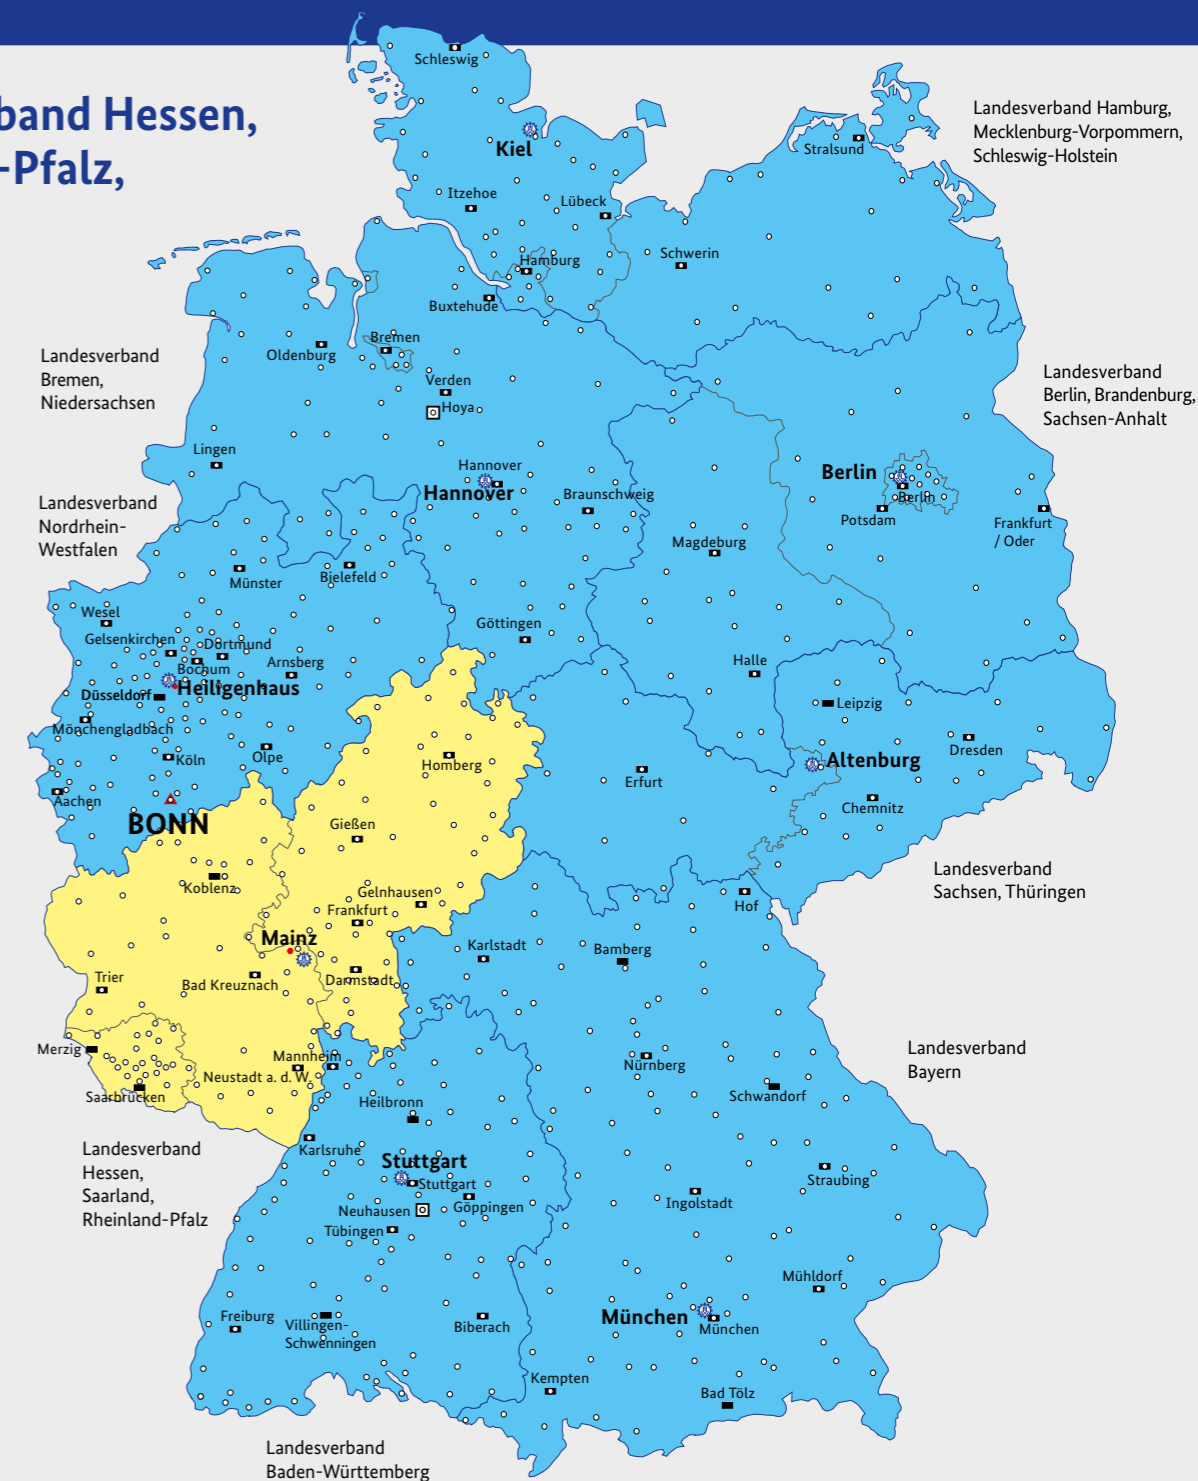 band Hessen,
-Pfalz,
Landesverband Hamburg,
Mecklenburg-Vorpommern,
Schleswig-Holstein
Schleswig
Kiel
Stralsund
Itzehoe
Lübeck
Schwerin
Hamburg
Buxtehude
Landesverband
Bremen,
Niedersachsen
Oldenburg
Bremen
Verden
Hoya
Landesverband
Berlin, Brandenburg,
Sachsen-Anhalt
Lingen
Hannover
Hannover
Braunschweig
Berlin
Berlin
Potsdam
Frankfurt
/ Oder
Landesverband
Nordrhein-
Westfalen
Magdeburg
Münster
Bielefeld
Wesel
Göttingen
Gelsenkirchen
Dortmund
Bochum
Arnsberg
Halle
Heiligenhaus
Düsseldorf
Leipzig
Mönchengladbach
Köln
Olpe
Homberg
Erfurt
Altenburg
Dresden
Aachen
Chemnitz
BONN
Gießen
Landesverband
Sachsen, Thüringen
Koblenz
Gelnhausen
Frankfurt
Hof
Mainz
Karlstadt
Bamberg
Trier
Bad Kreuznach
Darmstadt
Merzig
Mannheim
Nürnberg
Landesverband
Bayern
Neustadt a. d. W.
Saarbrücken
Heilbronn
Schwandorf
Landesverband
Hessen,
Saarland,
Rheinland-Pfalz
Karlsruhe
Stuttgart
Stuttgart
Straubing
Neuhausen
Göppingen
Ingolstadt
Tübingen
Mühldorf
Freiburg
Villingen-
Schwenningen
Biberach
München
München
Kempten
Bad Tölz
Landesverband
Baden-Württemberg